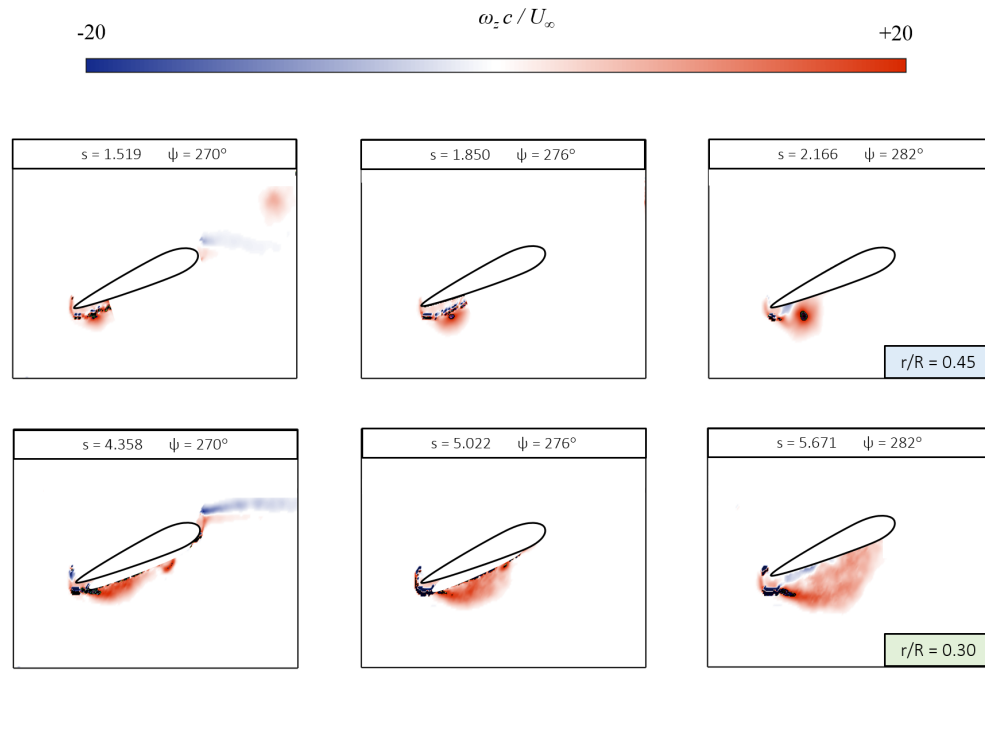 ω_z c / U_∞
-20 +20
s = 1.519 ψ = 270°
s = 1.850 ψ = 276°
s = 2.166 ψ = 282°
r/R = 0.45
s = 4.358 ψ = 270°
s = 5.022 ψ = 276°
s = 5.671 ψ = 282°
r/R = 0.30